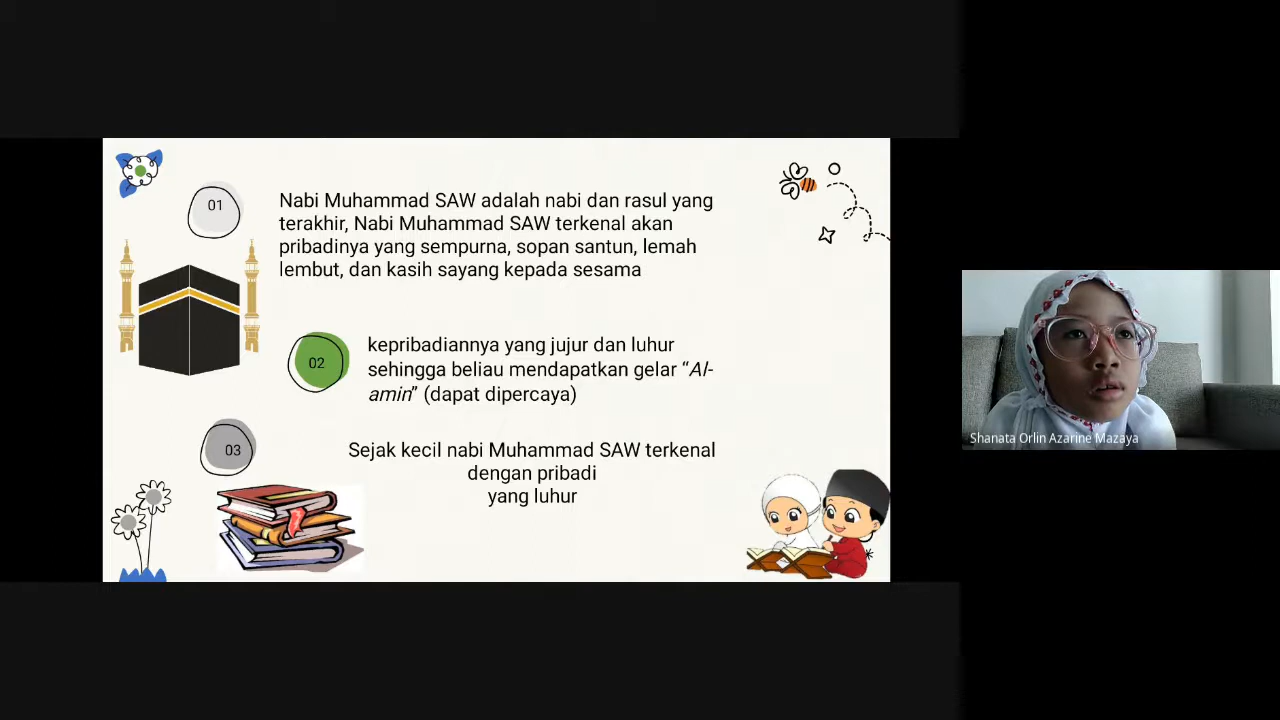 01
Nabi Muhammad SAW adalah nabi dan rasul yang
terakhir, Nabi Muhammad SAW terkenal akan
pribadinya yang sempurna, sopan santun, lemah
lembut, dan kasih sayang kepada sesama
02
kepribadiannya yang jujur dan luhur
sehingga beliau mendapatkan gelar “Al-
amin” (dapat dipercaya)
03
Sejak kecil nabi Muhammad SAW terkenal
dengan pribadi
yang luhur
Shanata Orlin Azarine Mazaya